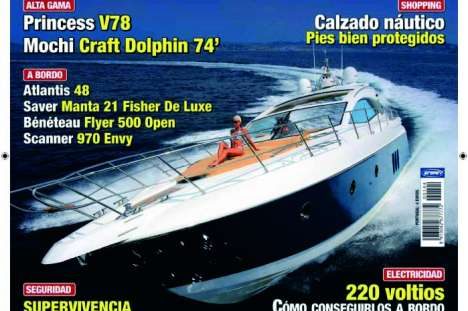 ALTA GAMA
Princess V78
Mochi Craft Dolphin 74’
A BORDO
Atlantis 48
Saver Manta 21 Fisher De Luxe
Bénéteau Flyer 500 Open
Scanner 970 Envy
SEGURIDAD
SUPERVIVENCIA
SHOPPING
Calzado náutico
Pies bien protegidos
ELECTRICIDAD
220 voltios
CÓMO CONSEGUIRLOS A BORDO